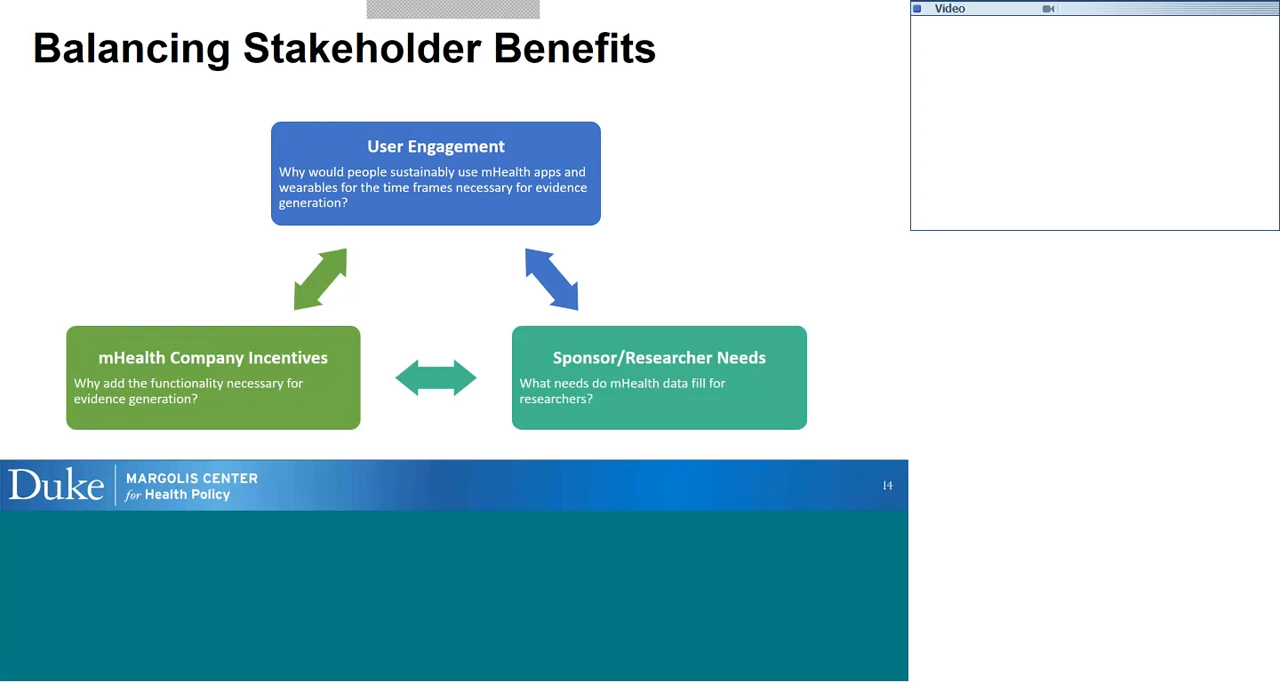 Video
Balancing Stakeholder Benefits
User Engagement
Why would people sustainably use mHealth apps and
wearables for the time frames necessary for evidence
generation?
mHealth Company Incentives
Why add the functionality necessary for
evidence generation?
Sponsor/Researcher Needs
What needs do mHealth data fill for
researchers?
Duke
MARGOLIS CENTER
for Health Policy
14